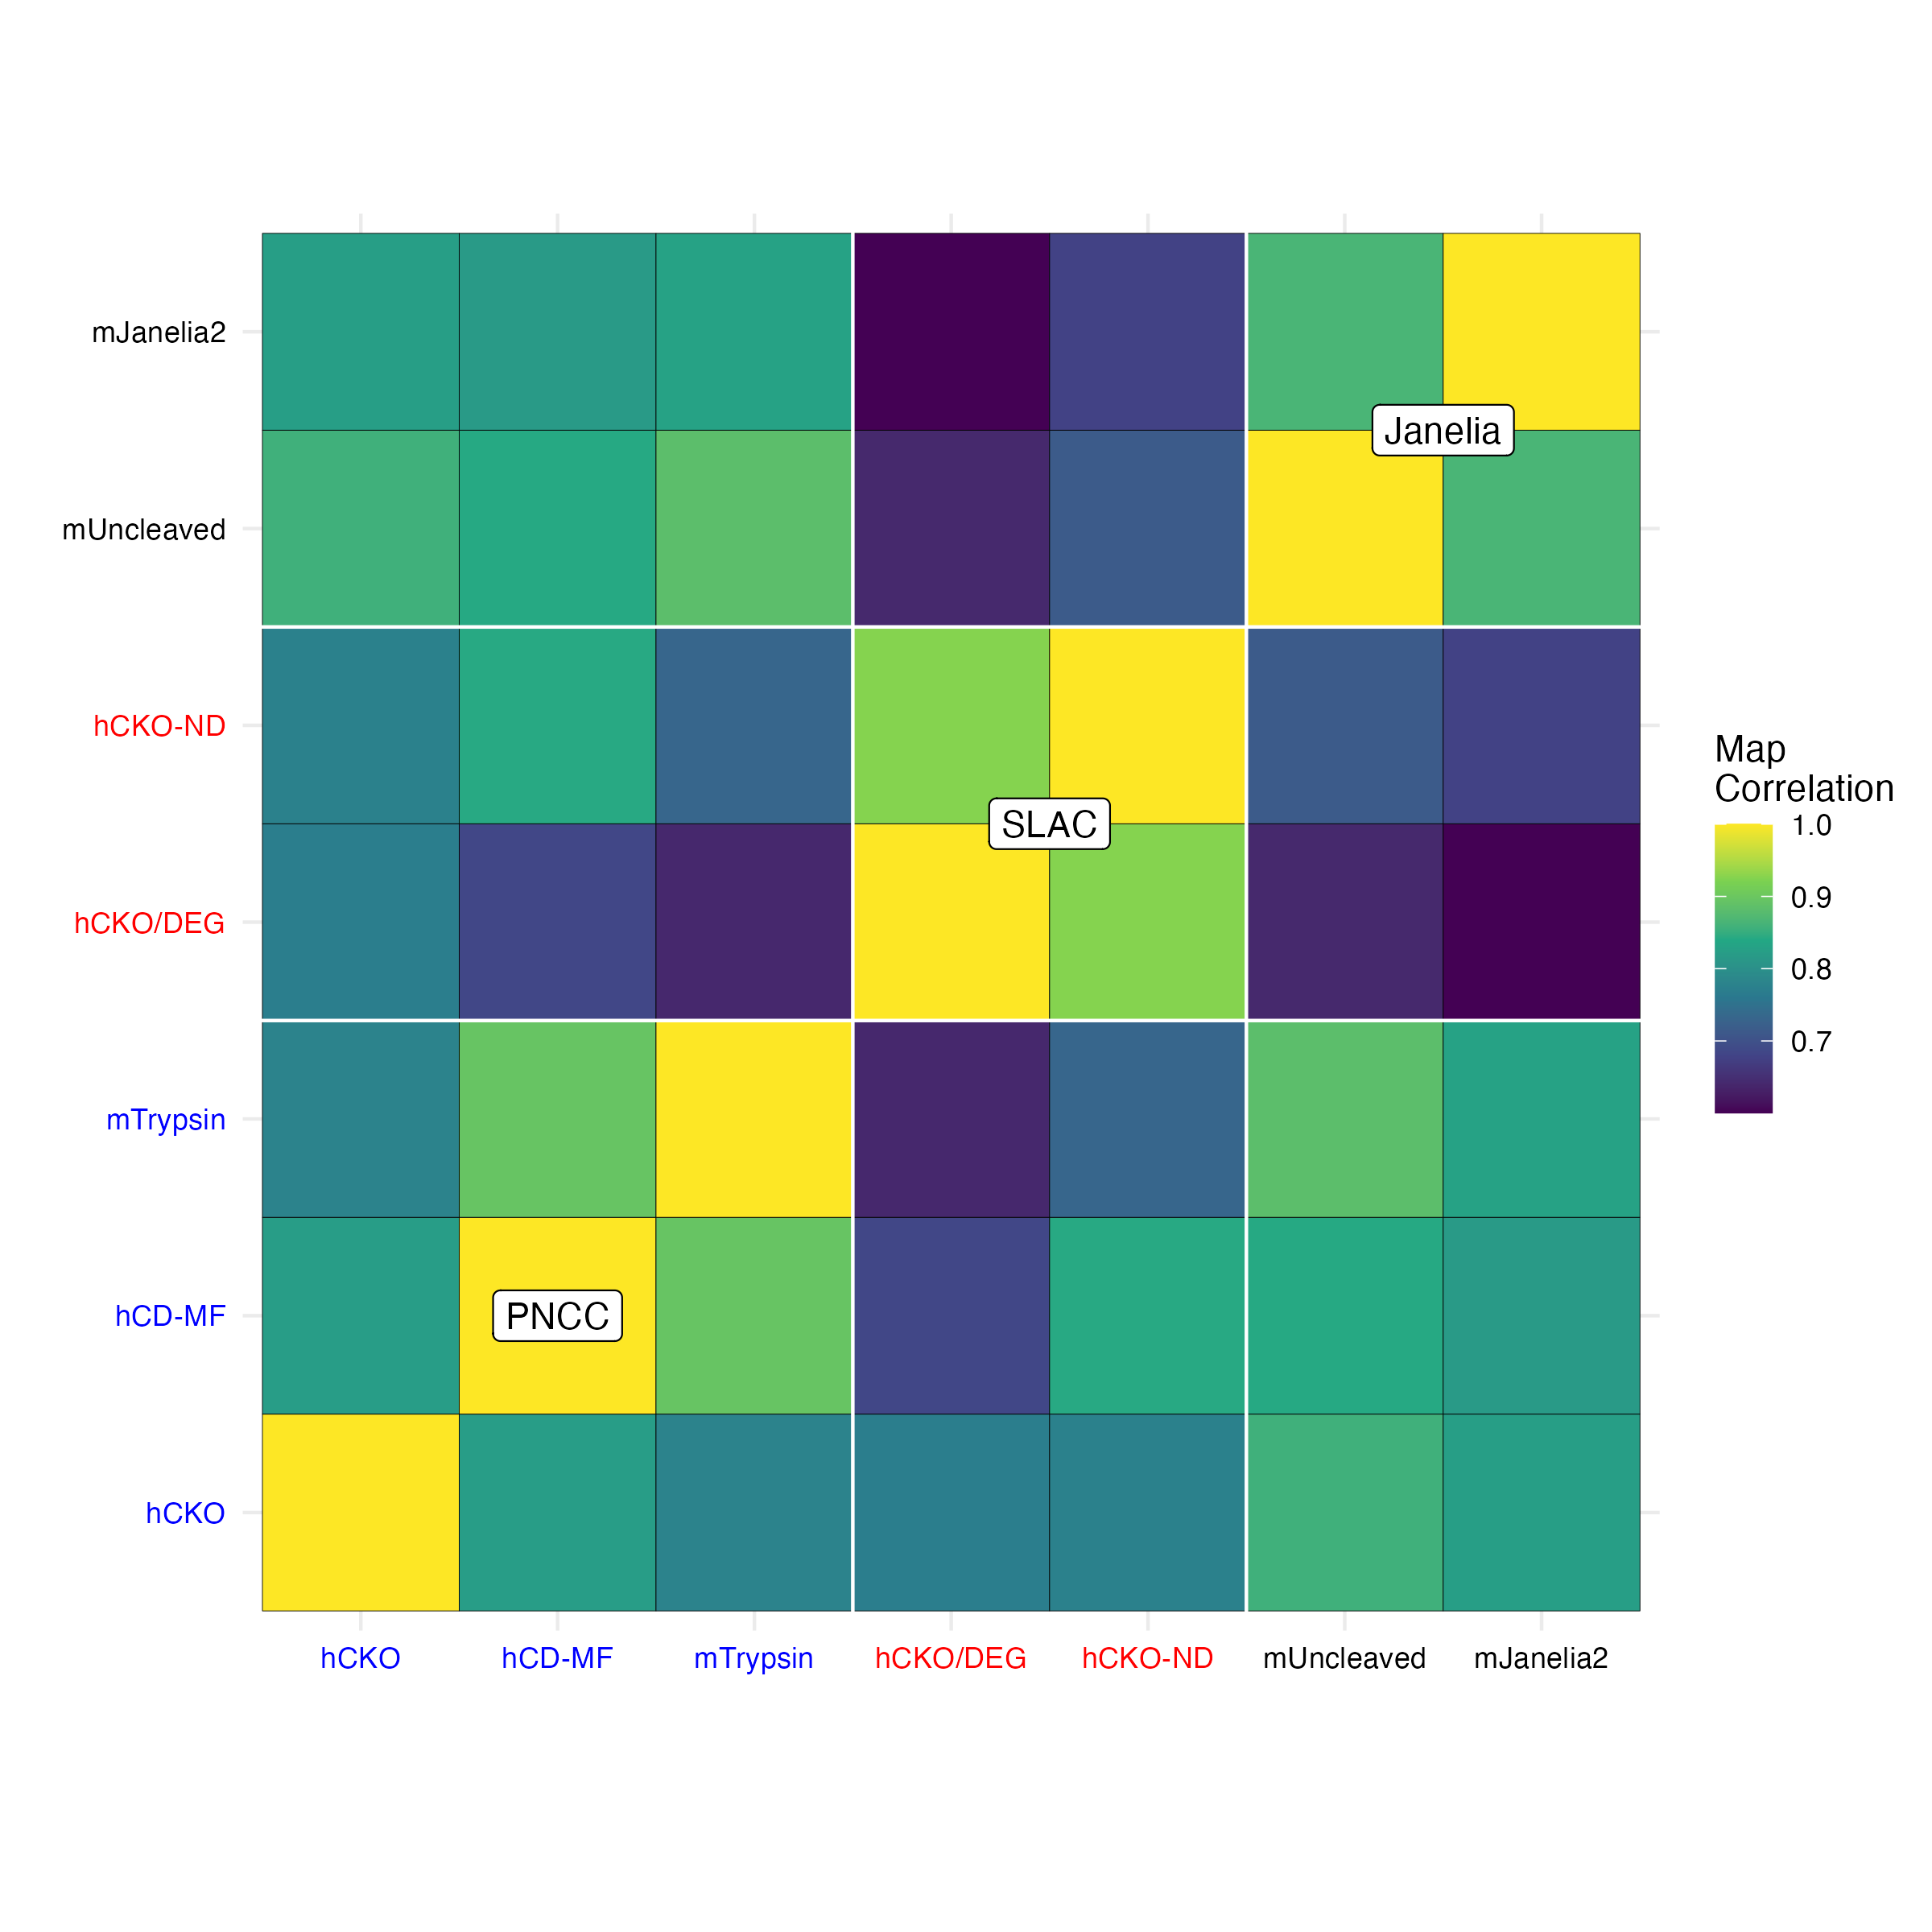 mJanelia2
Janelia
mUncleaved
hCKO-ND
Map
Correlation
SLAC
1.0
0.9
hCKO/DEG
0.8
0.7
mTrypsin
hCD-MF
PNCC
hCKO
hCKO hCD-MF mTrypsin hCKO/DEG hCKO-ND mUncleaved mJanelia2